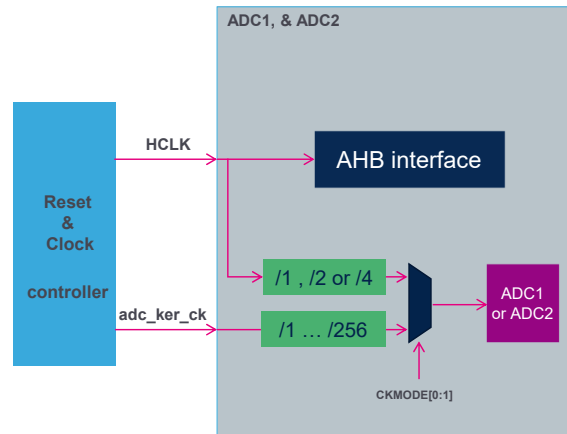 ADC1, & ADC2
HCLK
AHB interface
Reset
&
Clock
controller
/1 , /2 or /4
ADC1
or ADC2
adc_ker_ck
/1 ... /256
CKMODE[0:1]